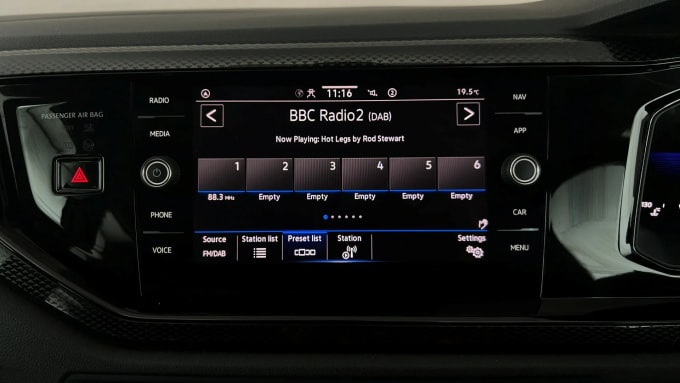 PASSENGER AIR BAG
RADIO
MEDIA
PHONE
VOICE
11:16
2
19.5°C
BBC Radio2 (DAB)
Now Playing: Hot Legs by Rod Stewart
1 2 3 4 5 6
88.3 MHz Empty Empty Empty Empty Empty
Source Station list Preset list Station Settings
FM/DAB
NAV
APP
CAR
MENU
130